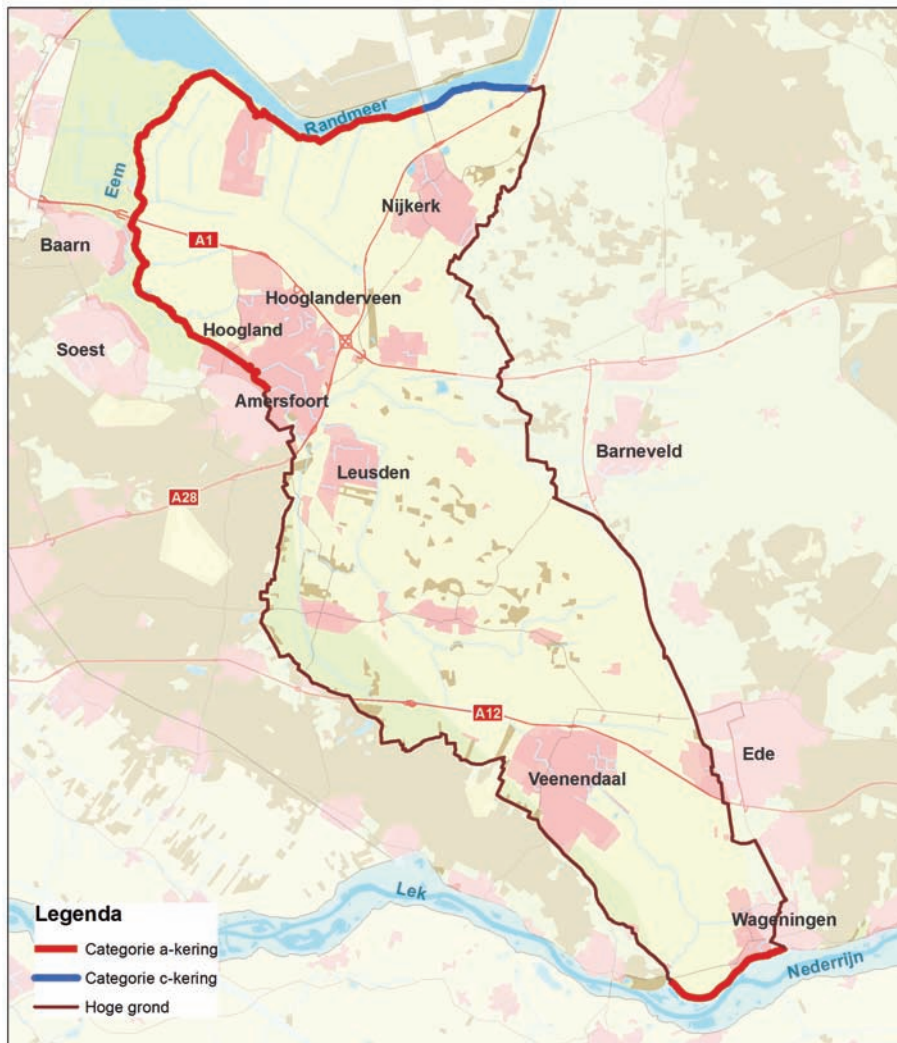 Randmeer
Eem
Nijkerk
Baarn
A1
Hooglanderveen
Hoogland
Soest
Amersfoort
Barneveld
Leusden
A28
A12
Ede
Veenendaal
Lek
Legenda
Wageningen
Categorie a-kering
Nederrijn
Categorie c-kering
Hoge grond